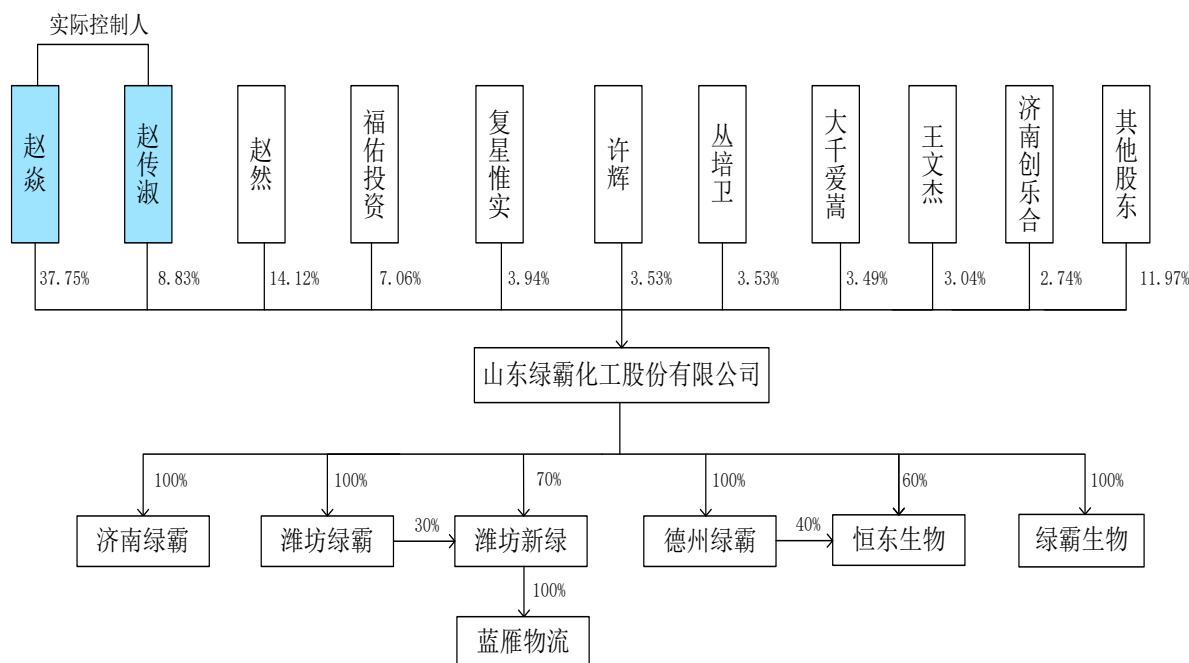 实际控制人
赵焱
赵传淑
赵然
福佑投资
复星惟实
许辉
丛培卫
大千爱嵩
王文杰
济南创乐合
其他股东
37.75%
8.83%
14.12%
7.06%
3.94%
3.53%
3.53%
3.49%
3.04%
2.74%
11.97%
山东绿霸化工股份有限公司
100%
100%
70%
100%
60%
100%
济南绿霸
潍坊绿霸
30%
潍坊新绿
德州绿霸
40%
恒东生物
绿霸生物
100%
蓝雁物流